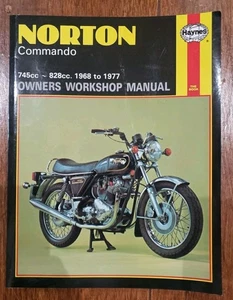 NORTON
Haynes
Commando
745cc ~ 828cc. 1968 to 1977
OWNERS WORKSHOP MANUAL